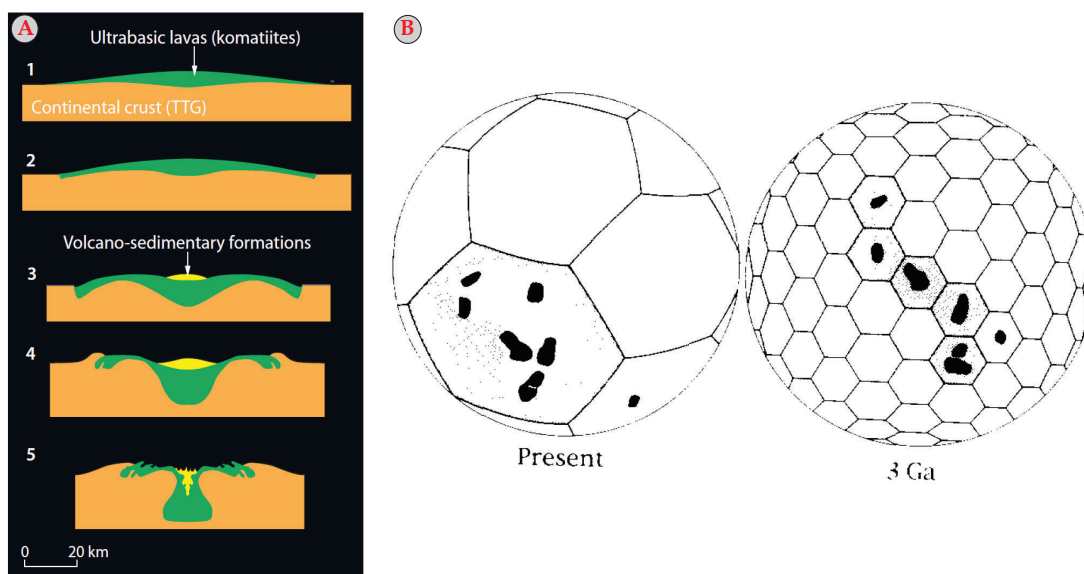 A
Ultrabasic lavas (komatiites)
1
Continental crust (TTG)
2
Volcano-sedimentary formations
3
4
5
0 20 km
B
Present
3 Ga